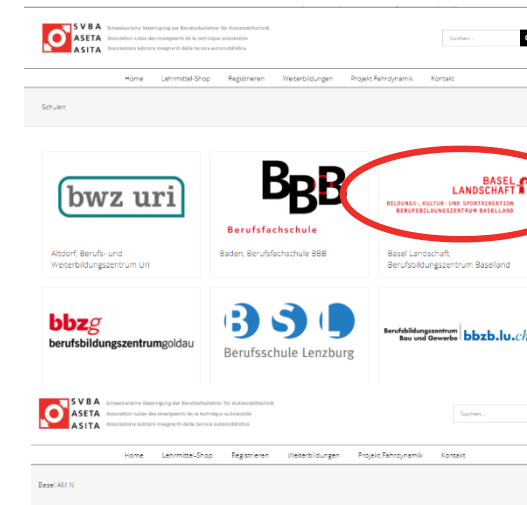 SVBA
ASETA
ASITA
Schweizerische Vereinigung der Berufsschullehrer für Automobiltechnik
Association suisse des enseignants de la technique automobile
Associazione svizzera insegnanti della tecnica automobilistica
Suchen...
Home Lehrmittel-Shop Registrieren Weiterbildungen Projekt Fahrdynamik Kontakt
Schulen
bwz uri
BBB
Berufsfachschule
BASEL
LANDSCHAFT
BILDUNGS-, KULTUR- UND SPORTDIREKTION
BERUFSBILDUNGSZENTRUM BASELLAND
Altdorf, Berufs- und
Weiterbildungszentrum Uri
Baden, Berufsfachschule BBB
Basel Landschaft,
Berufsbildungszentrum Baselland
bbzg
berufsbildungszentrumgoldau
BSL
Berufsschule Lenzburg
Berufsbildungszentrum
Bau und Gewerbe
bbzb.lu.ch
SVBA
ASETA
ASITA
Schweizerische Vereinigung der Berufsschullehrer für Automobiltechnik
Association suisse des enseignants de la technique automobile
Associazione svizzera insegnanti della tecnica automobilistica
Suchen...
Home Lehrmittel-Shop Registrieren Weiterbildungen Projekt Fahrdynamik Kontakt
Basel AM N